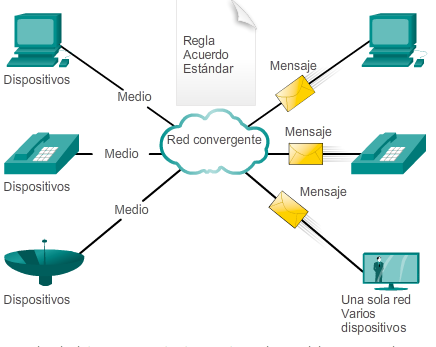 Regla
Acuerdo
Estándar
Mensaje
Dispositivos
Medio
Mensaje
Red convergente
Medio
Dispositivos
Mensaje
Medio
Dispositivos
Una sola red
Varios
dispositivos